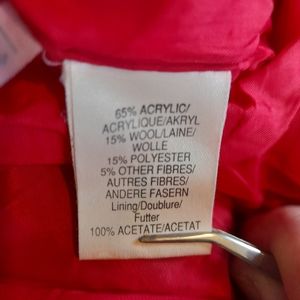 65% ACRYLIC/
ACRYLIQUE/AKRYL
15% WOOL/LAINE/
WOLLE
15% POLYESTER
5% OTHER FIBRES/
AUTRES FIBRES/
ANDERE FASERN
Lining/Doublure/
Futter
100% ACETATE/ACETAT